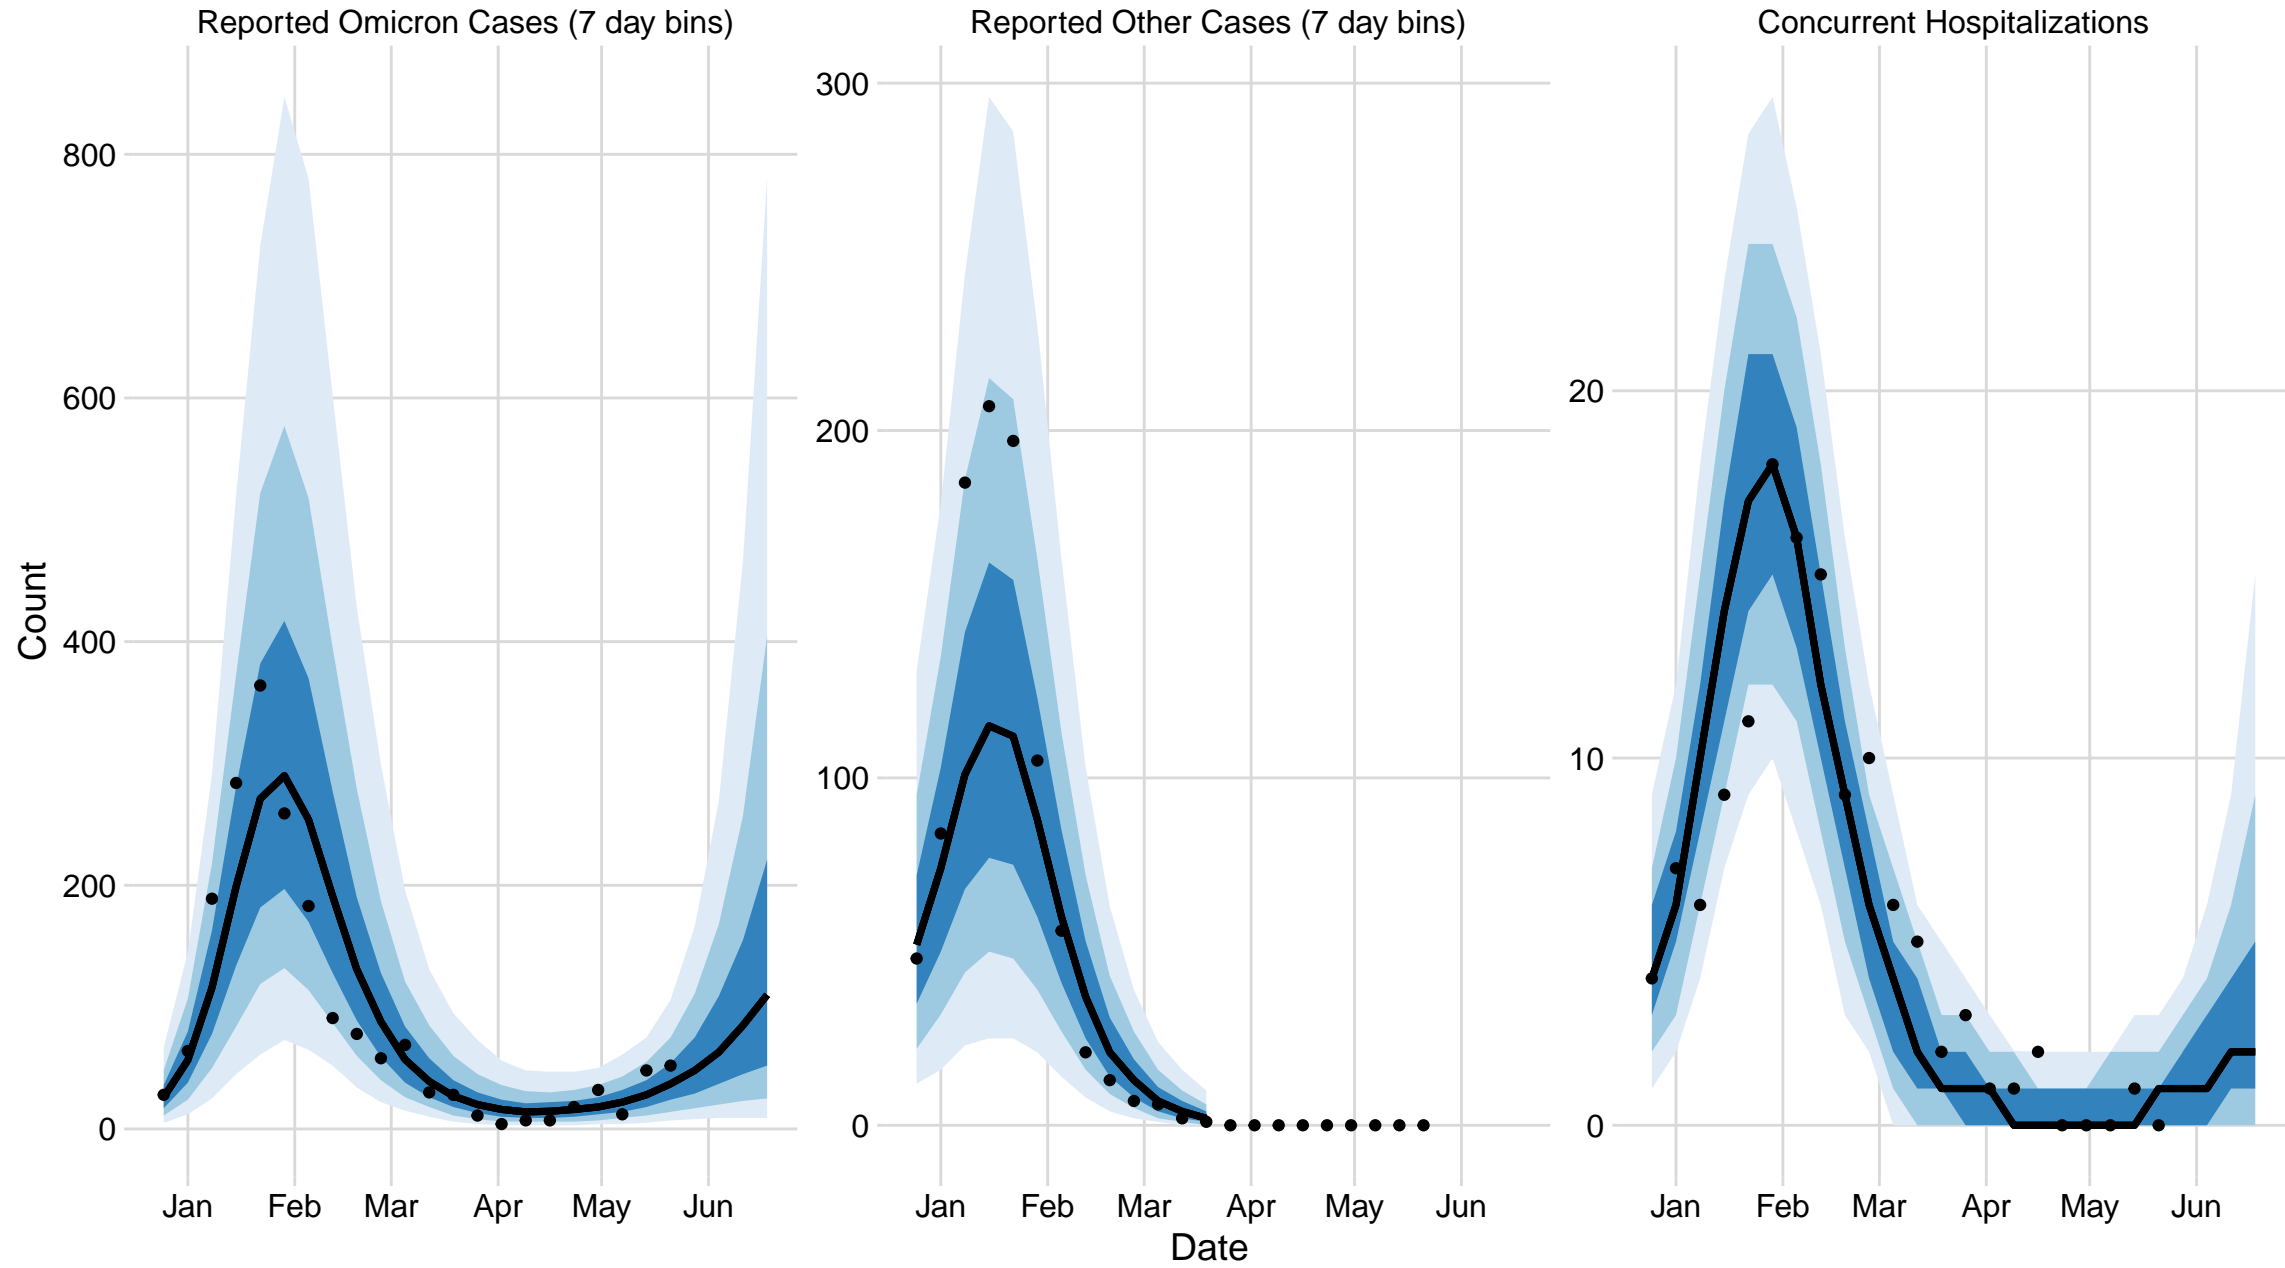 Reported Omicron Cases (7 day bins)
Reported Other Cases (7 day bins)
Concurrent Hospitalizations
Count
800
600
400
200
0
300
200
100
0
20
10
0
Jan Feb Mar Apr May Jun
Jan Feb Mar Apr May Jun
Jan Feb Mar Apr May Jun
Date